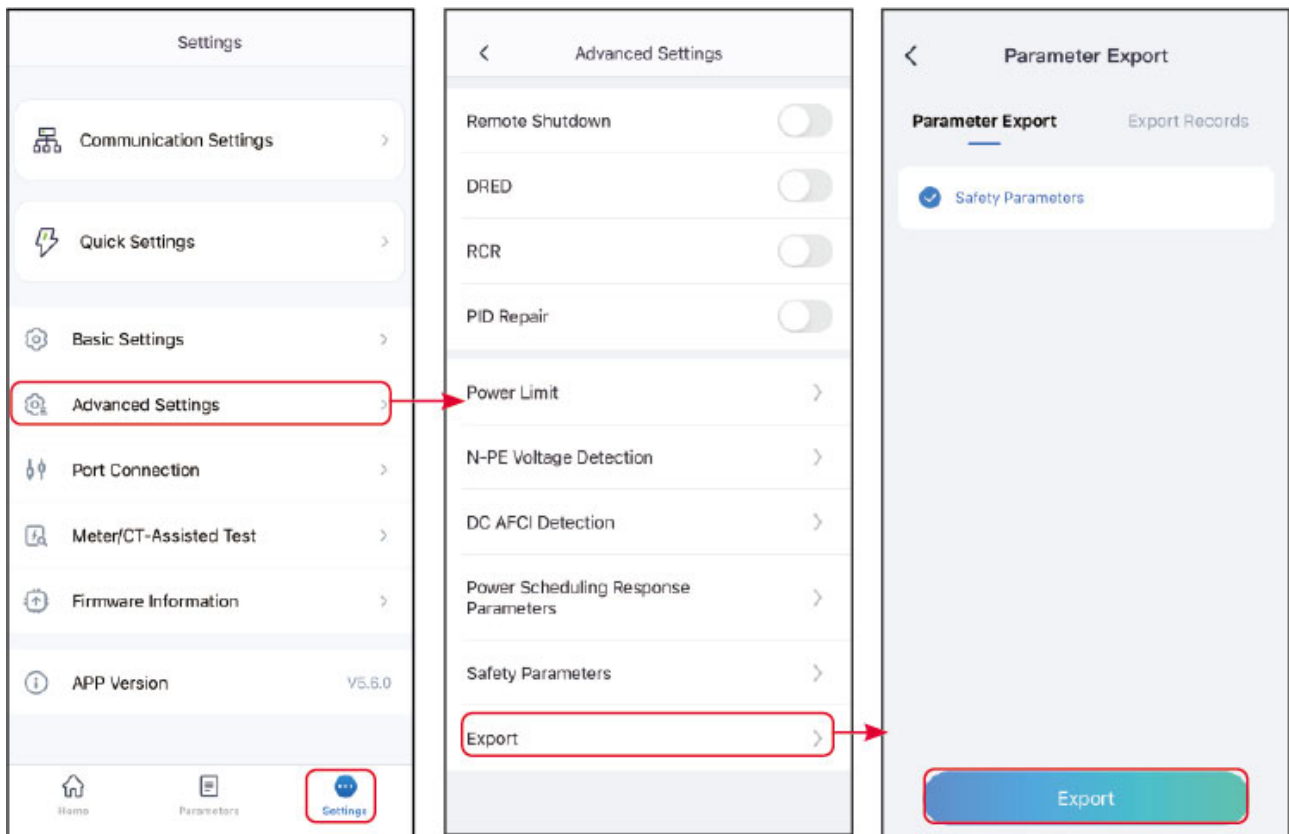 Settings
Communication Settings
Quick Settings
Basic Settings
Advanced Settings
Port Connection
Meter/CT-Assisted Test
Firmware Information
APP Version V5.6.0
Home Parameters Settings
Advanced Settings
Remote Shutdown
DRED
RCR
PID Repair
Power Limit
N-PE Voltage Detection
DC AFCI Detection
Power Scheduling Response
Parameters
Safety Parameters
Export
Parameter Export
Parameter Export Export Records
Safety Parameters
Export